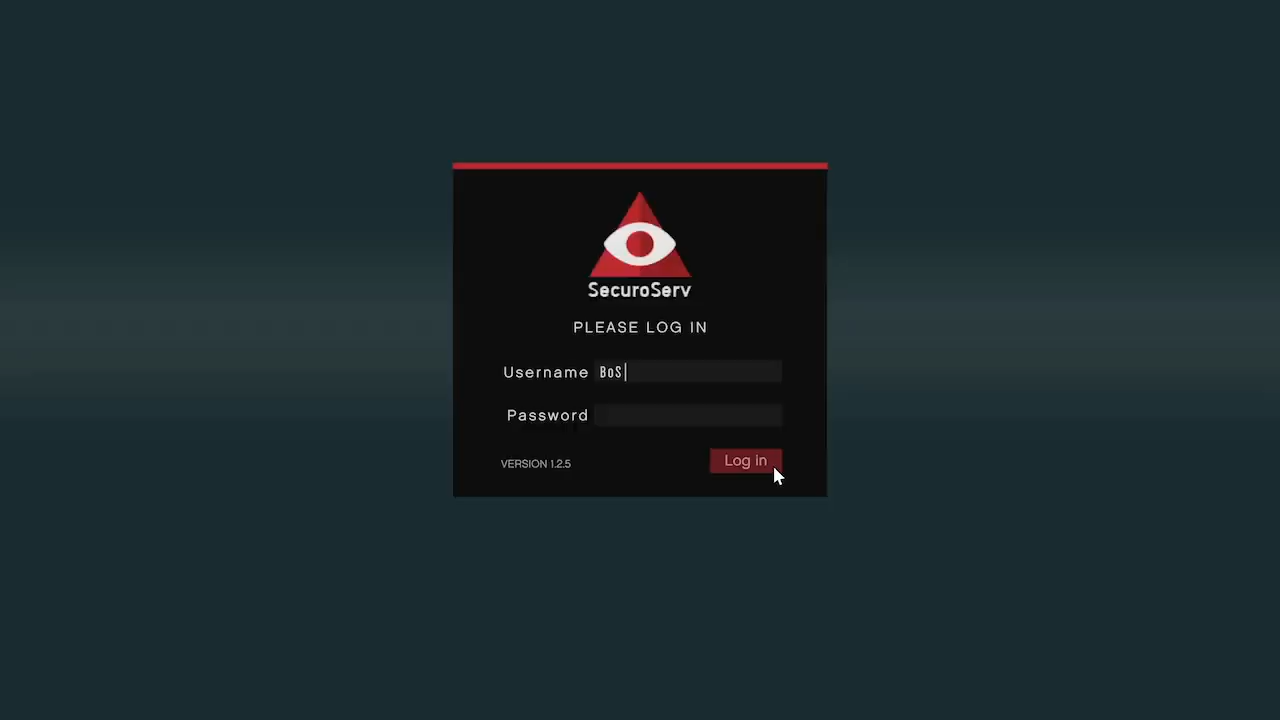 SecuroServ
PLEASE LOG IN
Username BoS
Password
VERSION 1.2.5
Log in